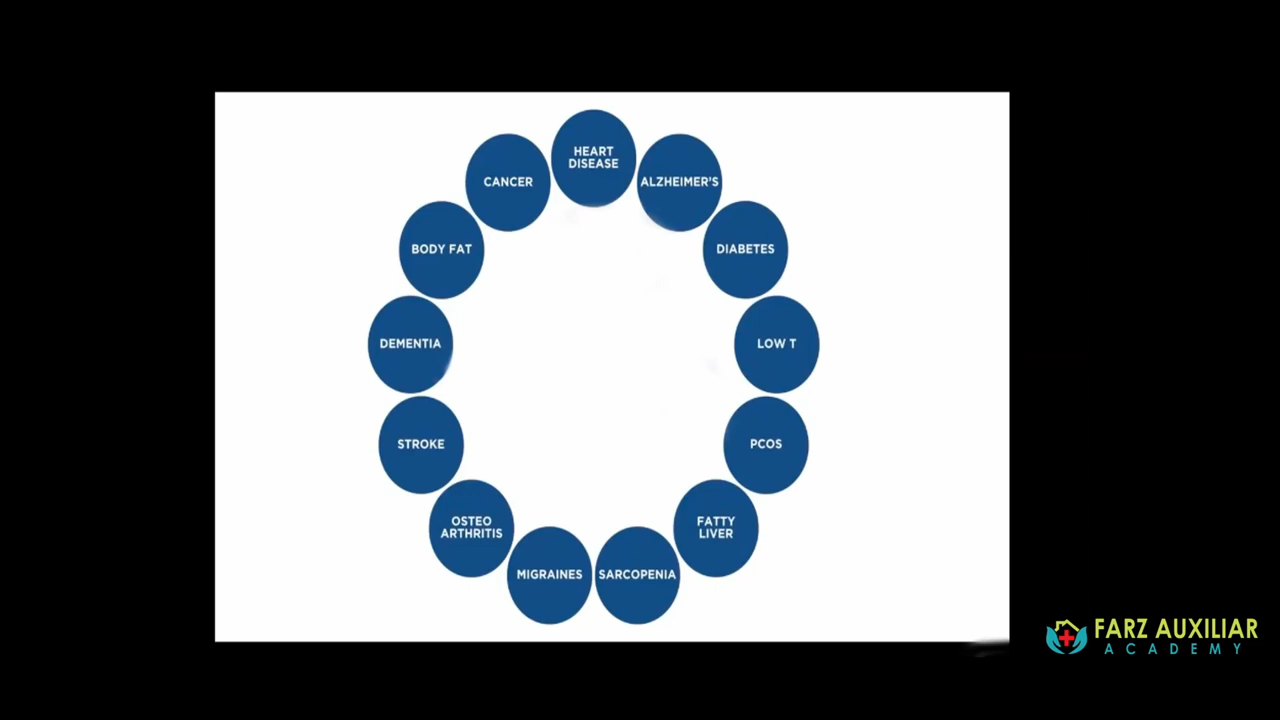 HEART
DISEASE
ALZHEIMER'S
DIABETES
LOW T
PCOS
FATTY
LIVER
SARCOPENIA
MIGRAINES
OSTEO
ARTHRITIS
STROKE
DEMENTIA
BODY FAT
CANCER
FARZ AUXILIAR
ACADEMY